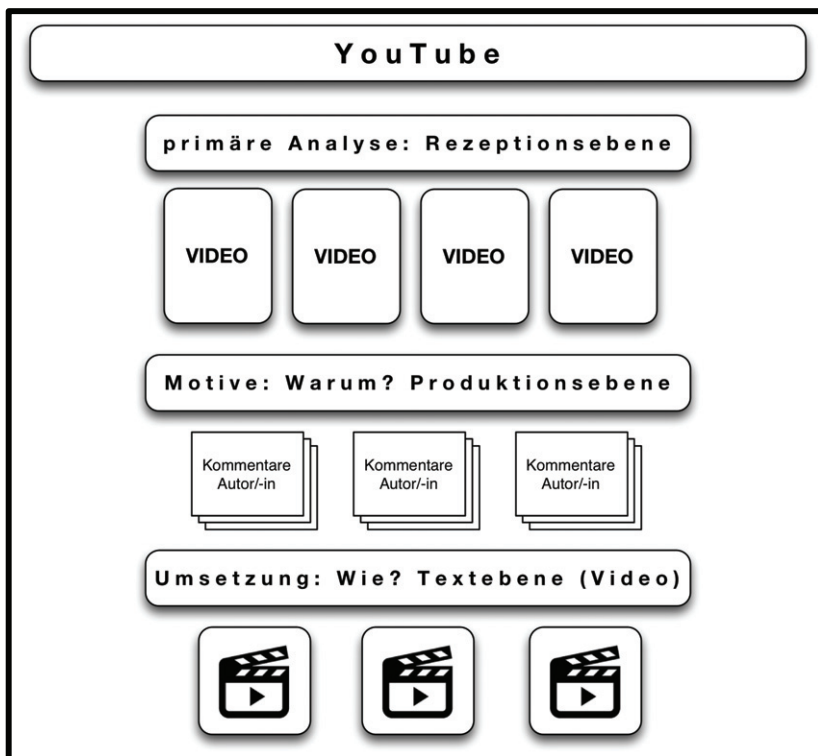 YouTube
primäre Analyse: Rezeptionsebene
VIDEO VIDEO VIDEO VIDEO
Motive: Warum? Produktionsebene
Kommentare Kommentare Kommentare
Autor/-in Autor/-in Autor/-in
Umsetzung: Wie? Textebene (Video)